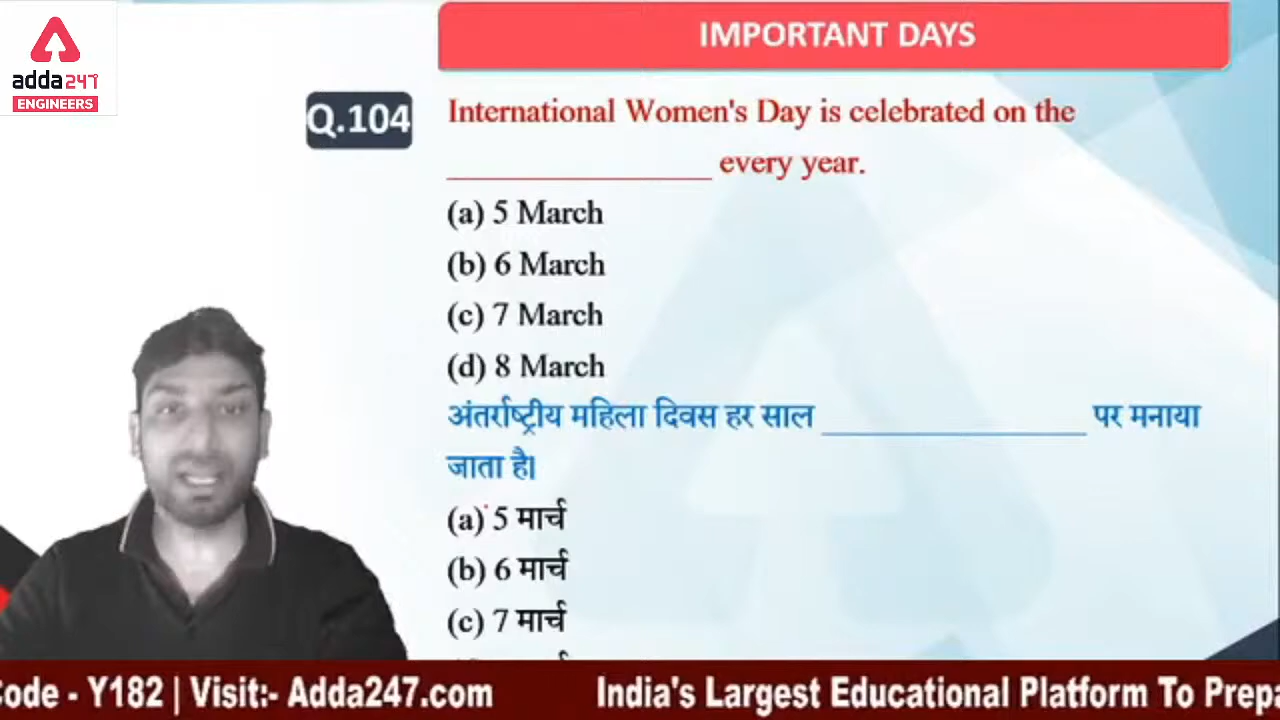 adda247
ENGINEERS
IMPORTANT DAYS
Q.104
International Women's Day is celebrated on the
______________ every year.
(a) 5 March
(b) 6 March
(c) 7 March
(d) 8 March
अंतर्राष्ट्रीय महिला दिवस हर साल ______________ पर मनाया
जाता है।
(a) 5 मार्च
(b) 6 मार्च
(c) 7 मार्च
Code - Y182 | Visit:- Adda247.com India's Largest Educational Platform To Prepa